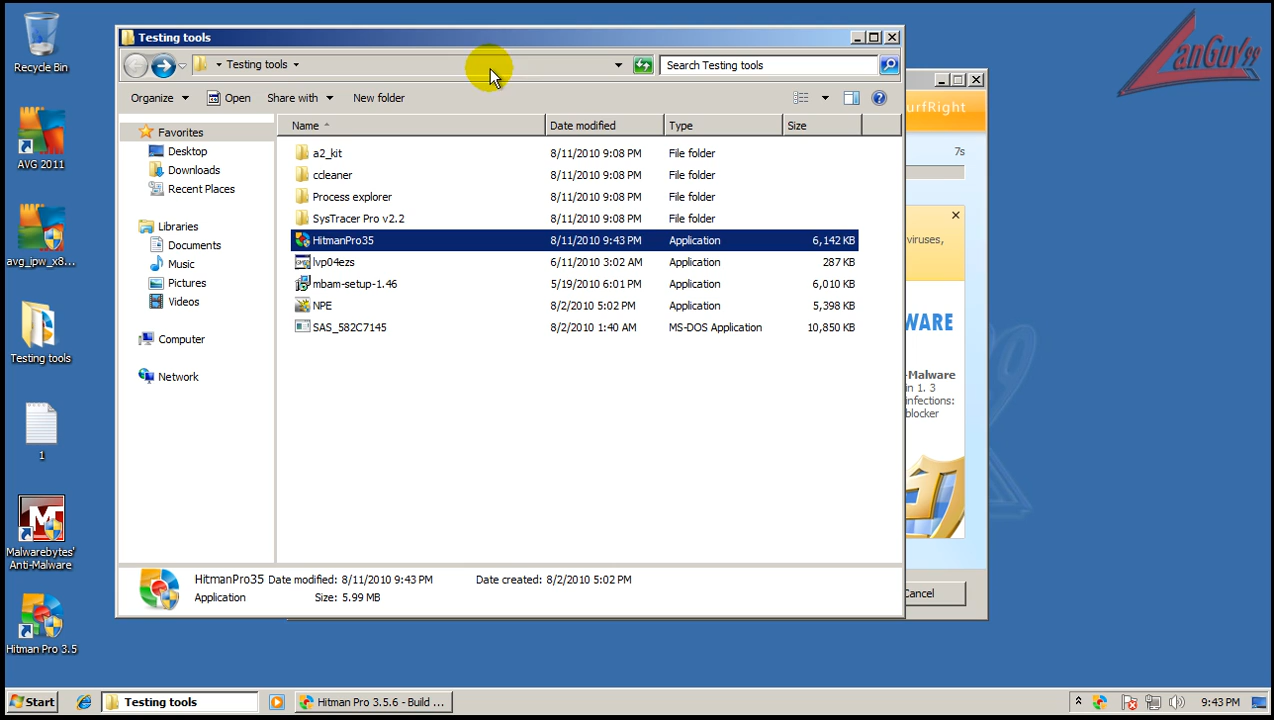 Recycle Bin
AVG 2011
avg_ipw_x8...
Testing tools
1
Malwarebytes'
Anti-Malware
Hitman Pro 3.5
Testing tools
Testing tools
Search Testing tools
Organize
Open
Share with
New folder
Favorites
Desktop
Downloads
Recent Places
Libraries
Documents
Music
Pictures
Videos
Computer
Network
Name Date modified Type Size
a2_kit 8/11/2010 9:08 PM File folder
ccleaner 8/11/2010 9:08 PM File folder
Process explorer 8/11/2010 9:08 PM File folder
SysTracer Pro v2.2 8/11/2010 9:08 PM File folder
HitmanPro35 8/11/2010 9:43 PM Application 6,142 KB
lvp04ezs 6/11/2010 3:02 AM Application 287 KB
mbam-setup-1.46 5/19/2010 6:01 PM Application 6,010 KB
NPE 8/2/2010 5:02 PM Application 5,398 KB
SAS_582C7145 8/2/2010 1:40 AM MS-DOS Application 10,850 KB
HitmanPro35 Date modified: 8/11/2010 9:43 PM Date created: 8/2/2010 5:02 PM
Application Size: 5.99 MB
anGuy99
urfRight
7s
viruses,
WARE
-Malware
in 1. 3
infections:
blocker
Cancel
Start
Testing tools
Hitman Pro 3.5.6 - Build ...
9:43 PM